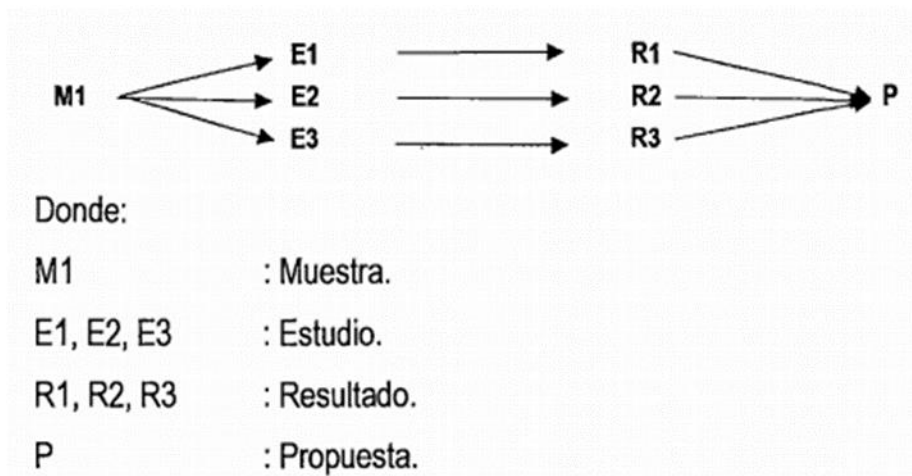 E1 R1
M1 E2 R2 P
E3 R3
Donde:
M1 : Muestra.
E1, E2, E3 : Estudio.
R1, R2, R3 : Resultado.
P : Propuesta.